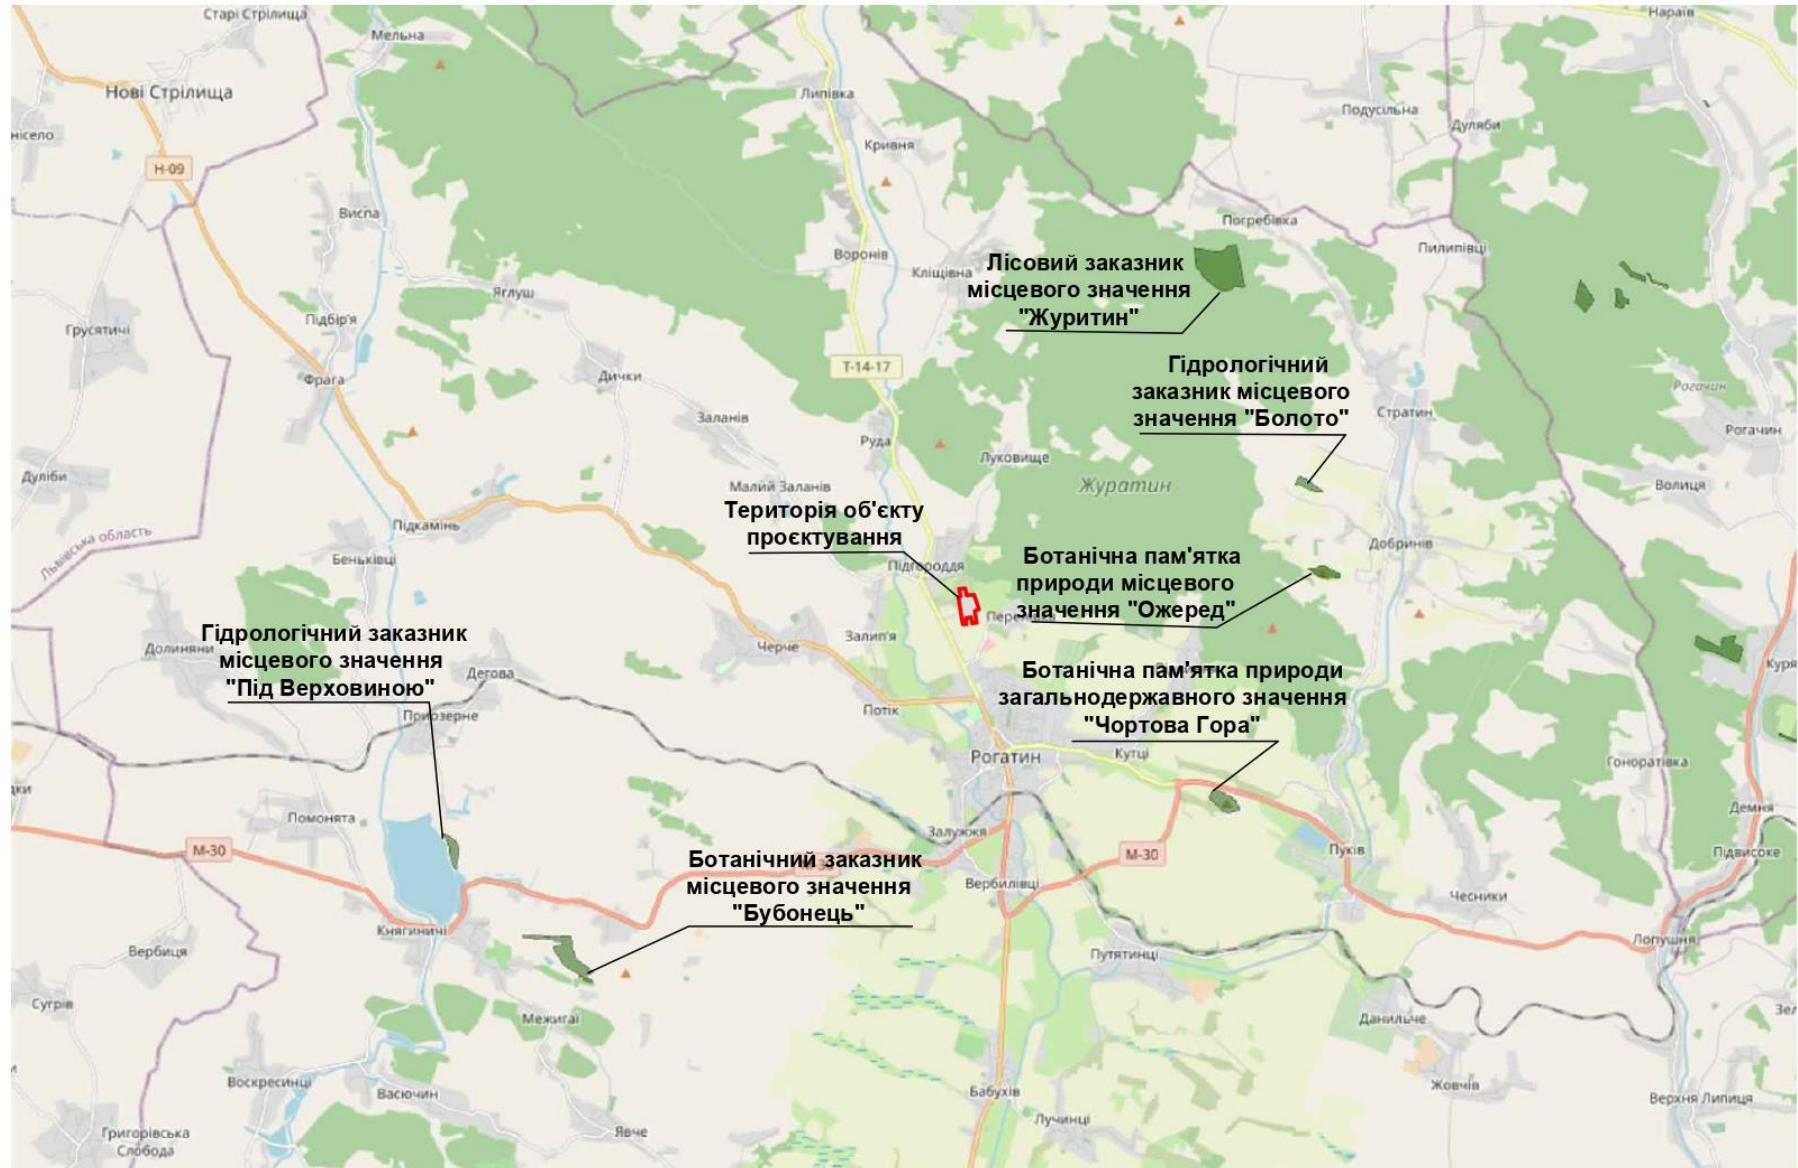 Старі Стрілища
Мельна
Нараїв
Нові Стрілища
Липівка
Подусільна
Дуляби
Кривня
Н-09
Виспа
Погребівка
Пилипівці
Воронів
Кліщівна
Лісовий заказник
місцевого значення
"Журитин"
Яглуш
Підбір'я
Грусятичі
Гідрологічний
заказник місцевого
значення "Болото"
Т-14-17
Фрага
Дички
Рогачин
Заланів
Стратин
Рогачин
Руда
Луковище
Дуліби
Малий Заланів
Журатин
Волиця
Територія об'єкту
проєктування
Підкамінь
Львівська область
Беньківці
Підгороддя
Добринів
Ботанічна пам'ятка
природи місцевого
значення "Ожеред"
Гідрологічний заказник
місцевого значення
"Під Верховиною"
Долиняни
Залип'я
Черче
Дегова
Приозерне
Потік
Ботанічна пам'ятка природи
загальнодержавного значення
"Чортова Гора"
Рогатин
Кутці
Гоноратівка
Помонята
Демня
Залужжя
М-30
М-30
Пуків
Підвисоке
Ботанічний заказник
місцевого значення
"Бубонець"
Вербилівці
Чесники
Княгиничі
Вербиця
Путятинці
Лопушня
Сугрів
Межигаї
Данильче
Воскресинці
Васючин
Бабухів
Жовчів
Верхня Липиця
Лучинці
Григорівська
Слобода
Явче